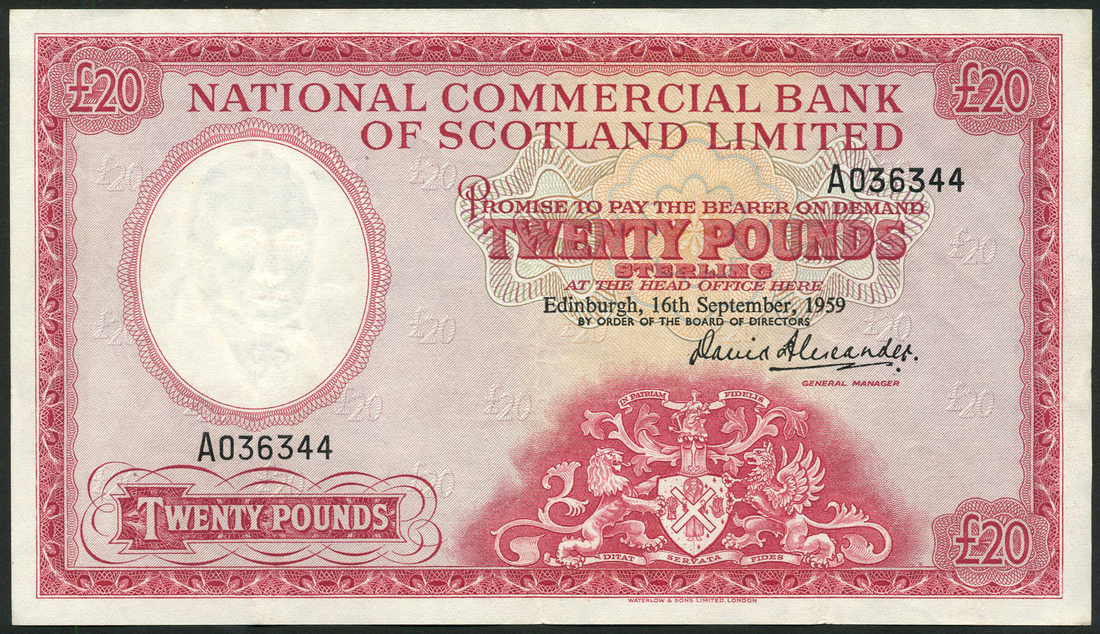 £20
£20
NATIONAL COMMERCIAL BANK
OF SCOTLAND LIMITED
A036344
PROMISE TO PAY THE BEARER ON DEMAND
TWENTY POUNDS
STERLING
AT THE HEAD OFFICE HERE
Edinburgh, 16th September, 1959
BY ORDER OF THE BOARD OF DIRECTORS
David Alexander.
GENERAL MANAGER
IN PATRIAM FIDELIS
A036344
TWENTY POUNDS
DITAT SERVATA FIDES
£20
WATERLOW & SONS LIMITED, LONDON